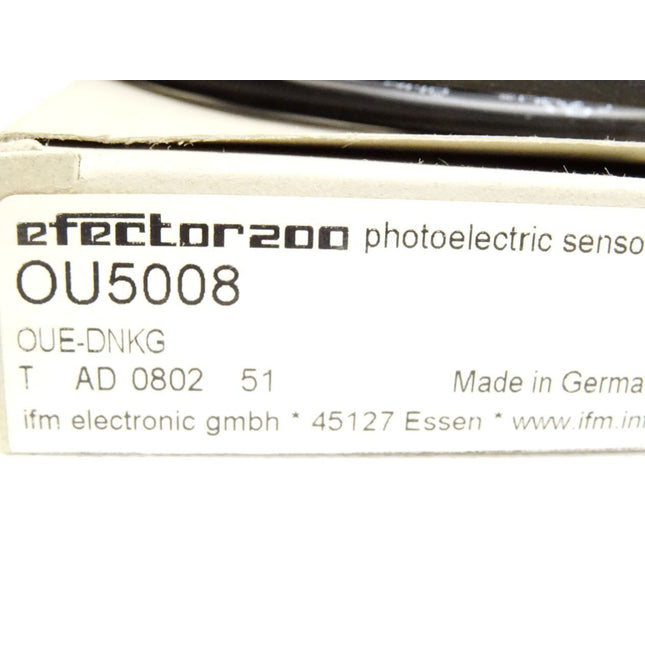 efector200 photoelectric senso
OU5008
OUE-DNKG
T AD 0802 51 Made in Germa
ifm electronic gmbh * 45127 Essen * www.ifm.int